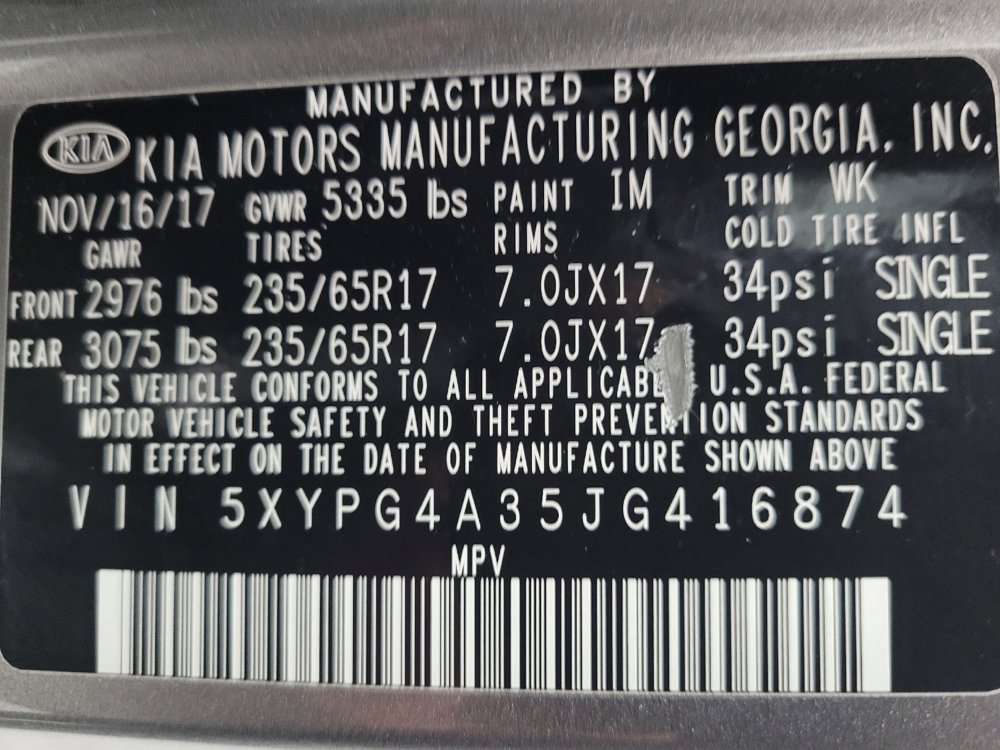 MANUFACTURED BY
KIA KIA MOTORS MANUFACTURING GEORGIA, INC.
NOV/16/17 GVWR 5335 lbs PAINT IM TRIM WK
GAWR TIRES RIMS COLD TIRE INFL
FRONT 2976 lbs 235/65R17 7.0JX17 34psi SINGLE
REAR 3075 lbs 235/65R17 7.0JX17 34psi SINGLE
THIS VEHICLE CONFORMS TO ALL APPLICABLE U.S.A. FEDERAL
MOTOR VEHICLE SAFETY AND THEFT PREVENTION STANDARDS
IN EFFECT ON THE DATE OF MANUFACTURE SHOWN ABOVE
VIN 5XYPG4A35JG416874
MPV